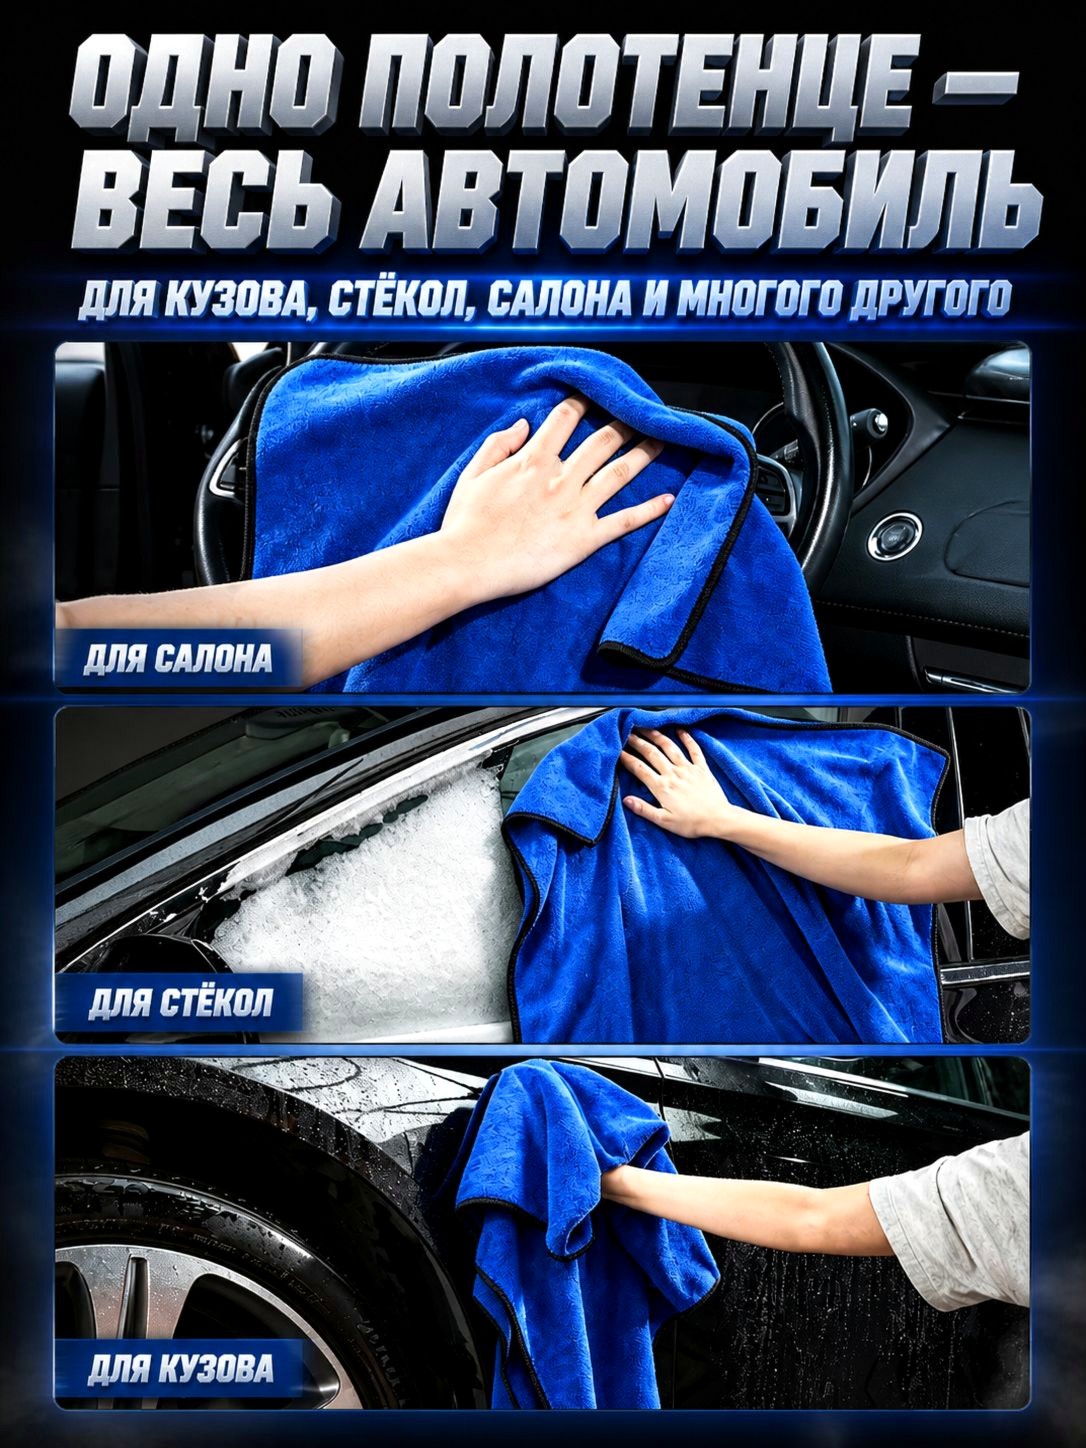 ОДНО ПОЛОТЕНЦЕ —
ВЕСЬ АВТОМОБИЛЬ
ДЛЯ КУЗОВА, СТЁКОЛ, САЛОНА И МНОГОГО ДРУГОГО
ДЛЯ САЛОНА
ДЛЯ СТЁКОЛ
ДЛЯ КУЗОВА